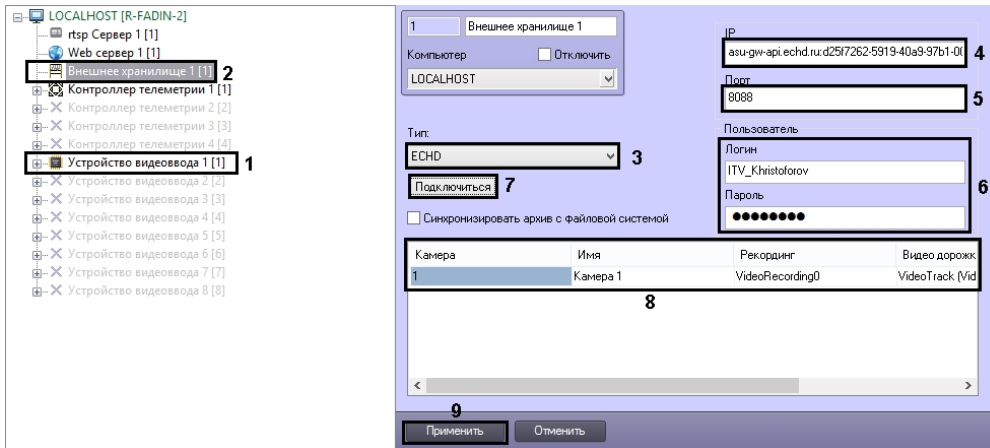 LOCALHOST [R-FADIN-2]
rtsp Сервер 1 [1]
Web сервер 1 [1]
Внешнее хранилище 1 [1] 2
Контроллер телеметрии 1 [1]
Контроллер телеметрии 2 [2]
Контроллер телеметрии 3 [3]
Контроллер телеметрии 4 [4]
Устройство видеоввода 1 [1] 1
Устройство видеоввода 2 [2]
Устройство видеоввода 3 [3]
Устройство видеоввода 4 [4]
Устройство видеоввода 5 [5]
Устройство видеоввода 6 [6]
Устройство видеоввода 7 [7]
Устройство видеоввода 8 [8]
1 Внешнее хранилище 1
Компьютер Отключить
LOCALHOST
IP
asu-gw-api.echd.ru:d25f7262-5919-40a9-97b1-0 4
Порт
8088 5
Тип:
ECHD 3
Подключиться 7
Синхронизировать архив с файловой системой
Пользователь
Логин
ITV_Khristoforov
Пароль 6
Камера Имя Рекординг Видео дорожк
1 Камера 1 VideoRecording0 VideoTrack (Vid
8
9
Применить Отменить